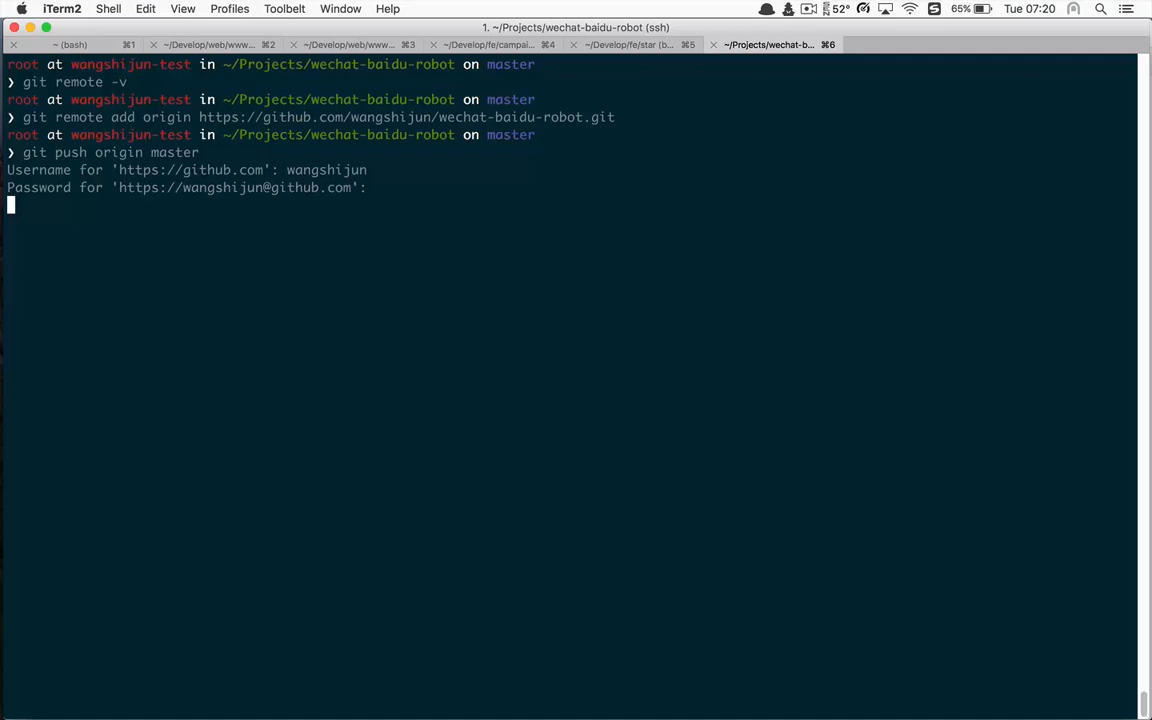 iTerm2 Shell Edit View Profiles Toolbelt Window Help 52° 65% Tue 07:20
1. ~/Projects/wechat-baidu-robot (ssh)
~ (bash) ⌘1 ~/Develop/web/www... ⌘2 ~/Develop/web/www... ⌘3 ~/Develop/fe/campai... ⌘4 ~/Develop/fe/star (b... ⌘5 ~/Projects/wechat-b... ⌘6
root at wangshijun-test in ~/Projects/wechat-baidu-robot on master
❯ git remote -v
root at wangshijun-test in ~/Projects/wechat-baidu-robot on master
❯ git remote add origin https://github.com/wangshijun/wechat-baidu-robot.git
root at wangshijun-test in ~/Projects/wechat-baidu-robot on master
❯ git push origin master
Username for 'https://github.com': wangshijun
Password for 'https://wangshijun@github.com':